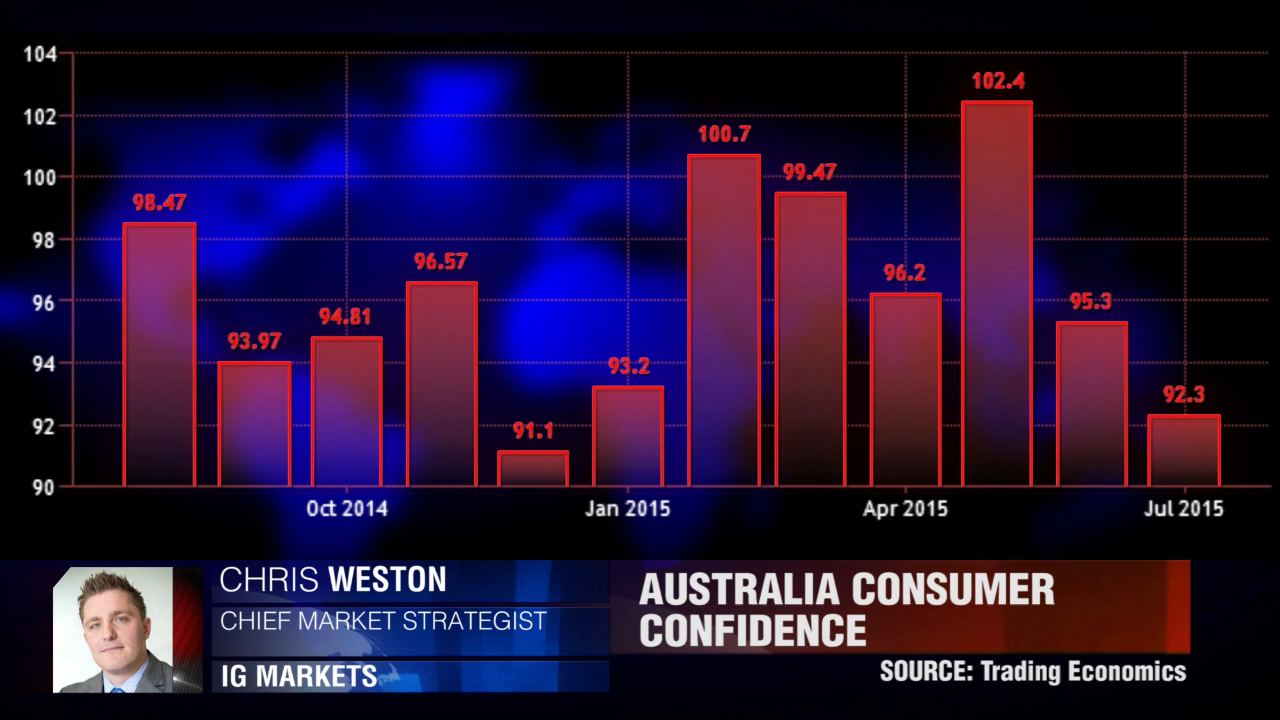 104
102
100
98
96
94
92
90
98.47
93.97
94.81
96.57
91.1
93.2
100.7
99.47
96.2
102.4
95.3
92.3
Oct 2014
Jan 2015
Apr 2015
Jul 2015
CHRIS WESTON
CHIEF MARKET STRATEGIST
IG MARKETS
AUSTRALIA CONSUMER
CONFIDENCE
SOURCE: Trading Economics